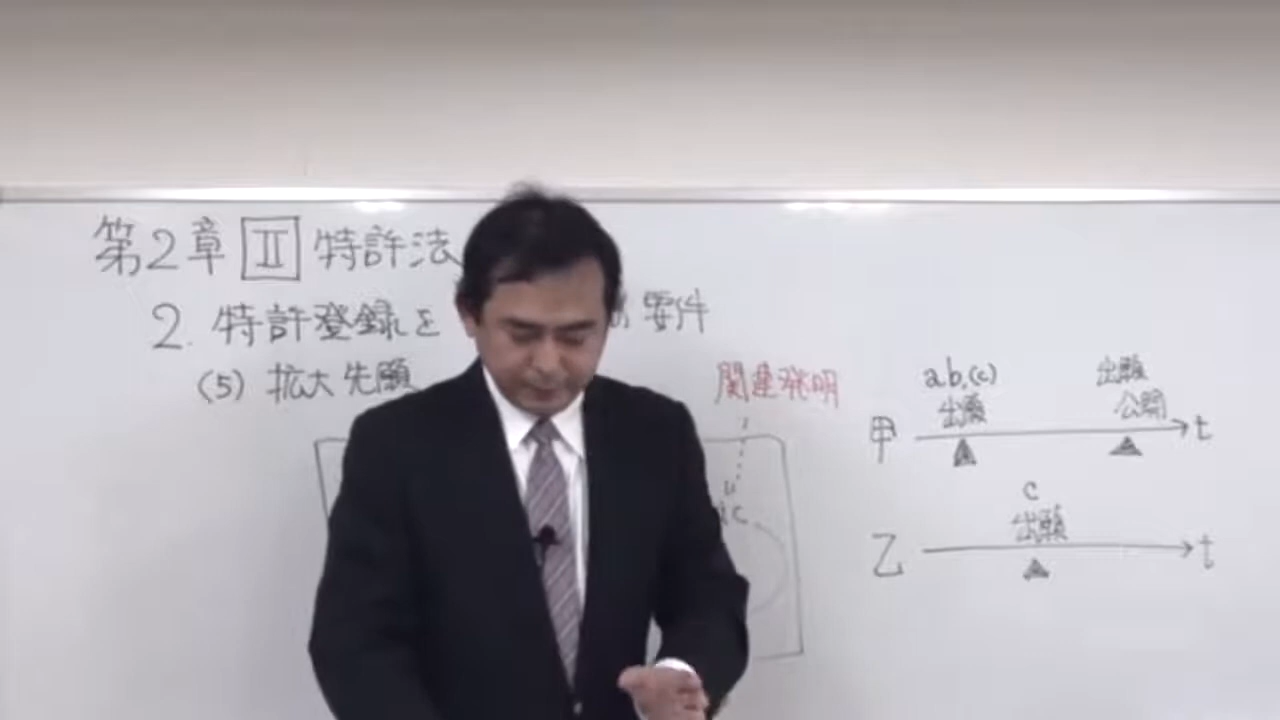 第2章 Ⅱ 特許法
2. 特許登録を 要件
(5) 拡大先願
関連発明
a.b.(c)
出願
出願
公開
甲
t
c
出願
乙
t
c